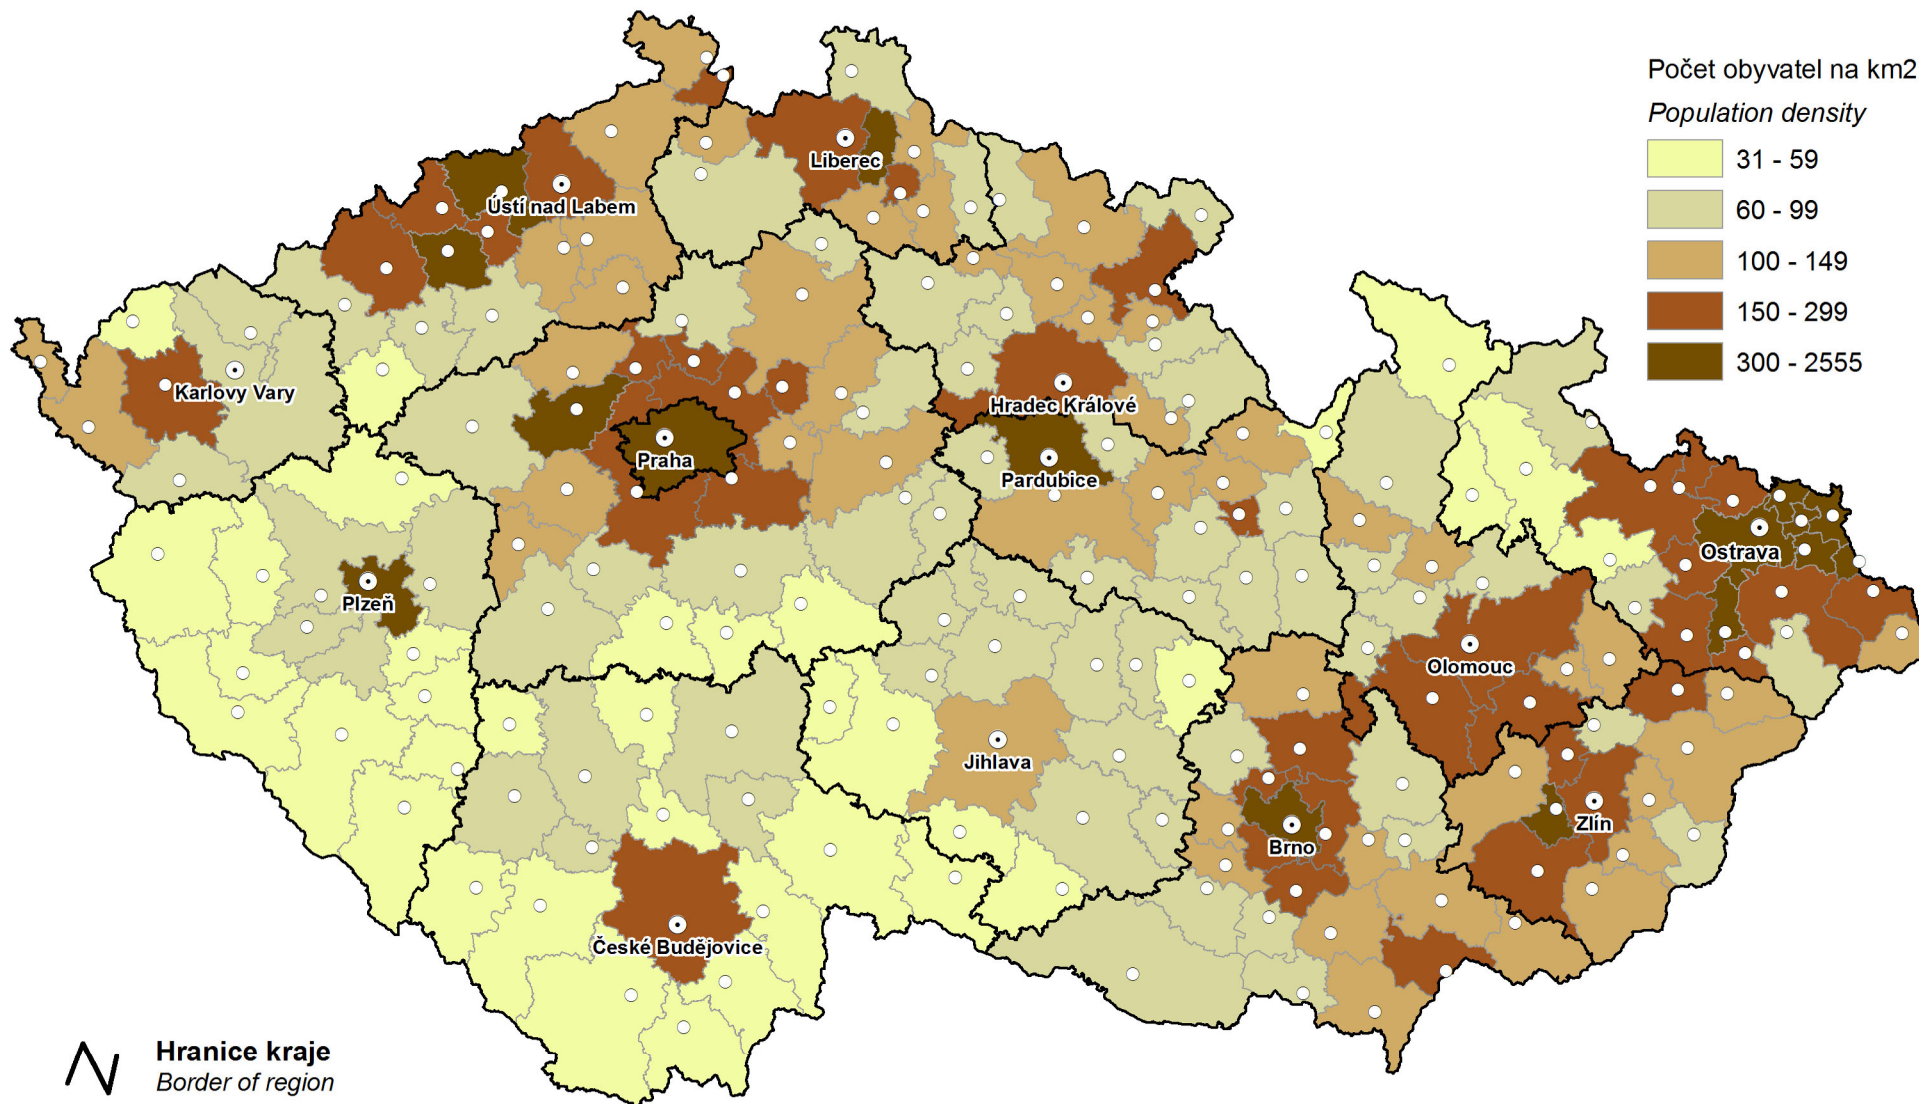 Počet obyvatel na km2
Population density
31 - 59
60 - 99
100 - 149
150 - 299
300 - 2555
Liberec
Ústí nad Labem
Karlovy Vary
Hradec Králové
Praha
Pardubice
Ostrava
Plzeň
Olomouc
Jihlava
Zlín
Brno
České Budějovice
Hranice kraje
Border of region